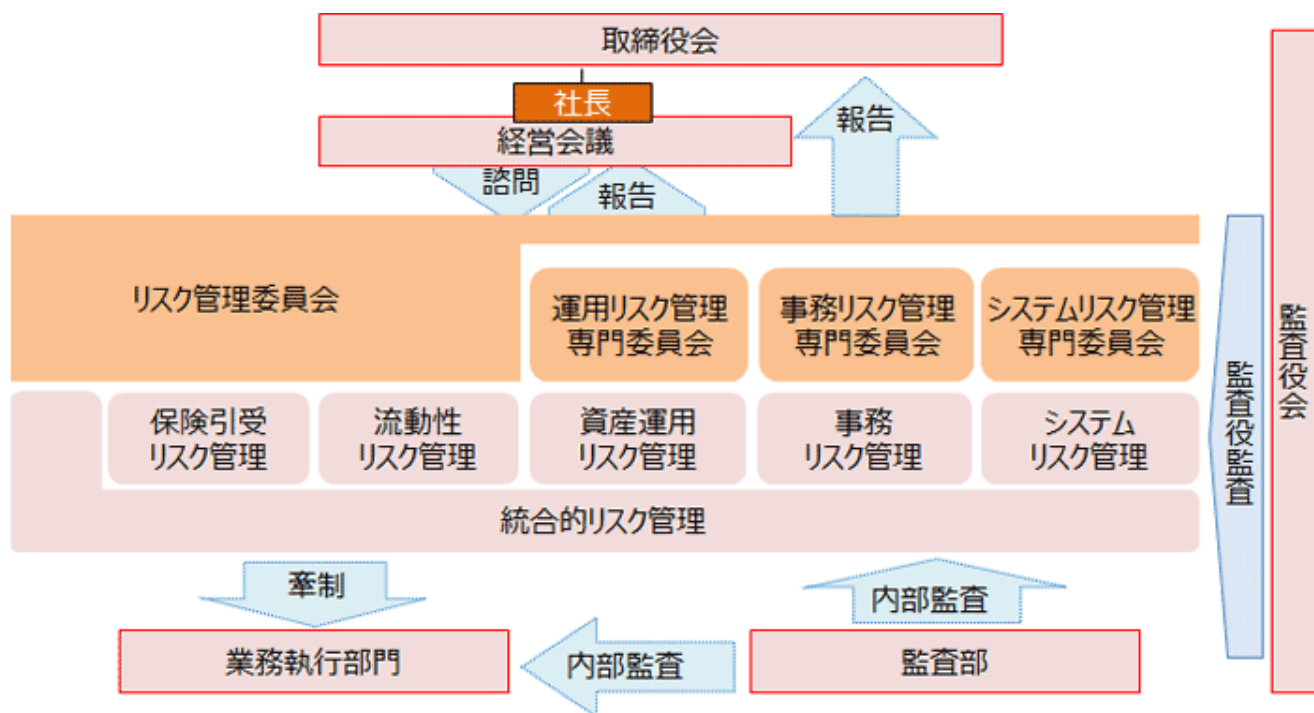 取締役会
社長
経営会議
報告
諮問
報告
リスク管理委員会
運用リスク管理
専門委員会
事務リスク管理
専門委員会
システムリスク管理
専門委員会
保険引受
リスク管理
流動性
リスク管理
資産運用
リスク管理
事務
リスク管理
システム
リスク管理
統合的リスク管理
牽制
内部監査
業務執行部門
内部監査
監査部
監査役監査
監査役会